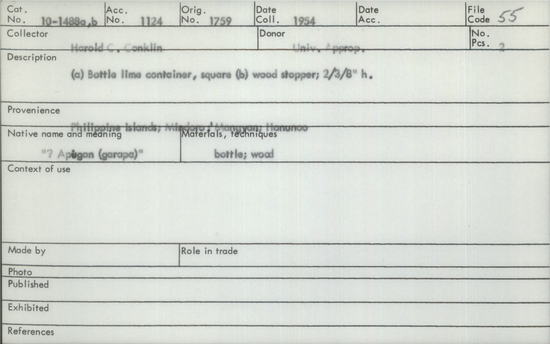 Cat. No. 10-1488a,b Acc. No. 1124 Orig. No. 1759 Date Coll. 1954 Date Acc. File Code 55
Collector Harold C. Conklin Donor Univ. Approp. No. Pcs. 2
Description
(a) Bottle lime container, square (b) wood stopper; 2/3/8" h.
Provenience
Philippine Islands; Mindoro; Mangyan; Hanunoo
Native name and meaning Materials, techniques
"? Apugan (garapa)" bottle; wood
Context of use
Made by Role in trade
Photo
Published
Exhibited
References